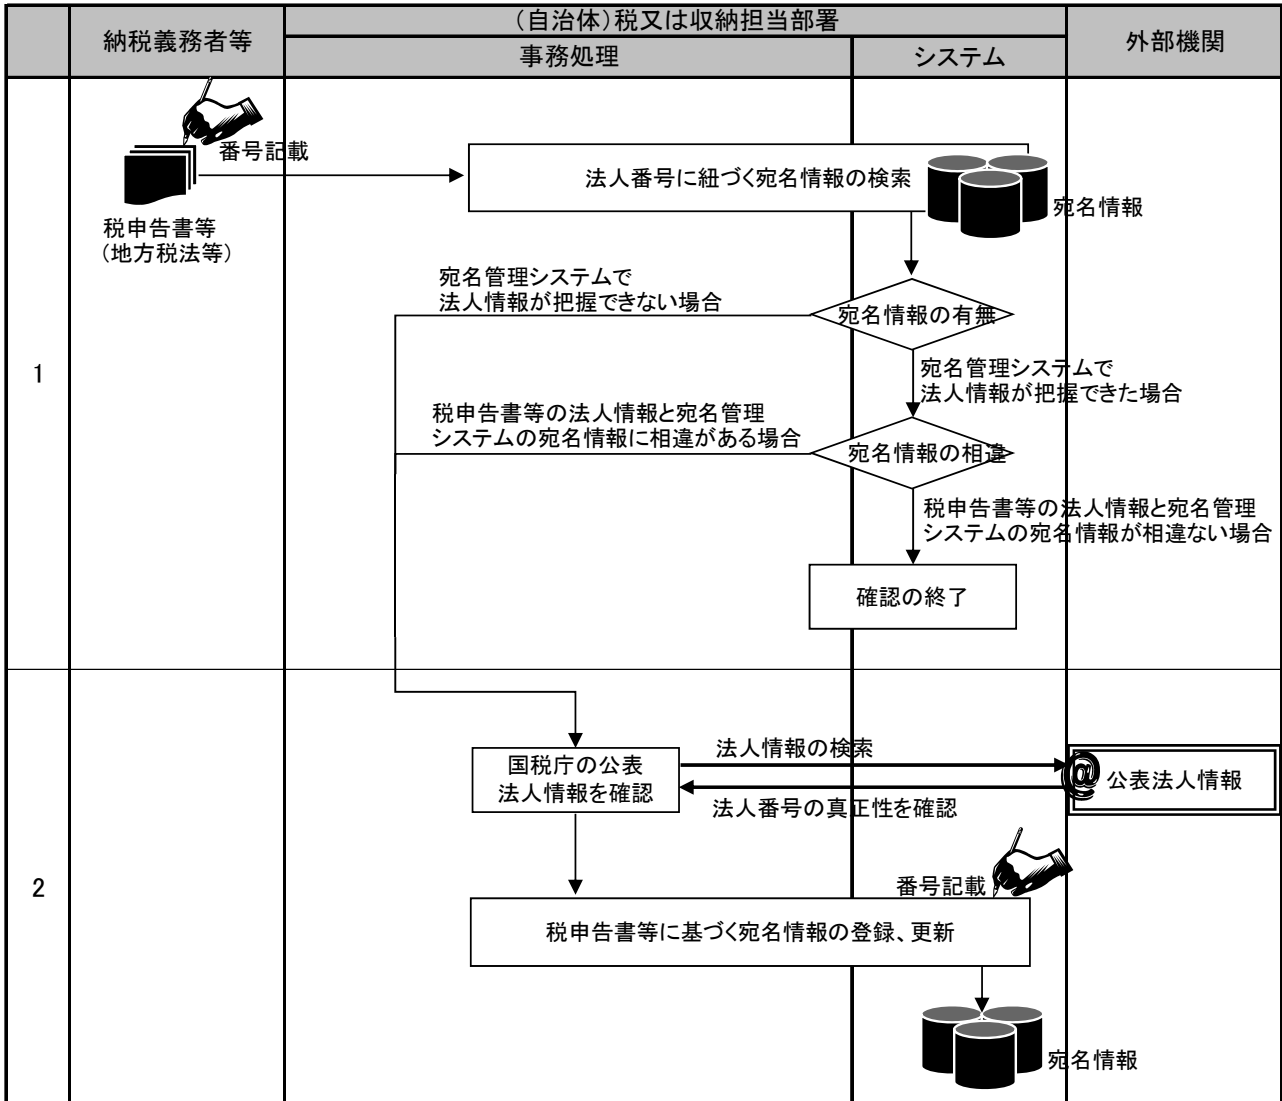 納税義務者等
（自治体）税又は収納担当部署
事務処理
システム
外部機関
1
番号記載
税申告書等
（地方税法等）
法人番号に紐づく宛名情報の検索
宛名情報
宛名管理システムで
法人情報が把握できない場合
宛名情報の有無
宛名管理システムで
法人情報が把握できた場合
税申告書等の法人情報と宛名管理
システムの宛名情報に相違がある場合
宛名情報の相違
税申告書等の法人情報と宛名管理
システムの宛名情報が相違ない場合
確認の終了
2
国税庁の公表
法人情報を確認
法人情報の検索
法人番号の真正性を確認
@
公表法人情報
番号記載
税申告書等に基づく宛名情報の登録、更新
宛名情報